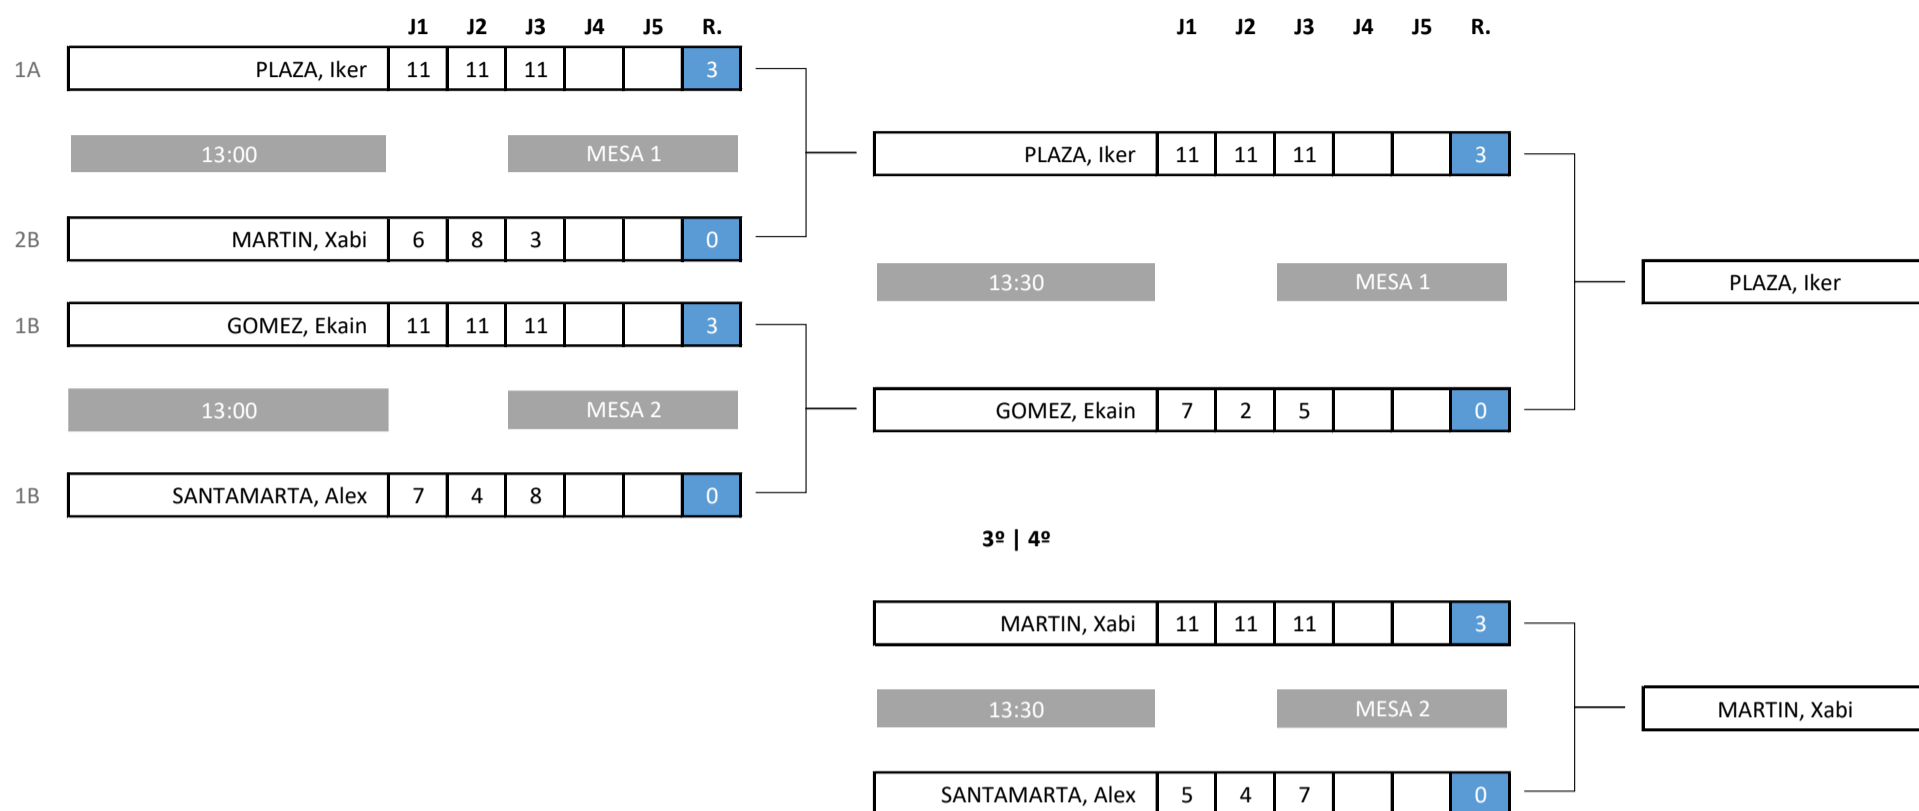 J1 J2 J3 J4 J5 R.
1A PLAZA, Iker 11 11 11 3
13:00 MESA 1
2B MARTIN, Xabi 6 8 3 0
1B GOMEZ, Ekain 11 11 11 3
13:00 MESA 2
1B SANTAMARTA, Alex 7 4 8 0
J1 J2 J3 J4 J5 R.
PLAZA, Iker 11 11 11 3
13:30 MESA 1
GOMEZ, Ekain 7 2 5 0
PLAZA, Iker
3º | 4º
MARTIN, Xabi 11 11 11 3
13:30 MESA 2
SANTAMARTA, Alex 5 4 7 0
MARTIN, Xabi